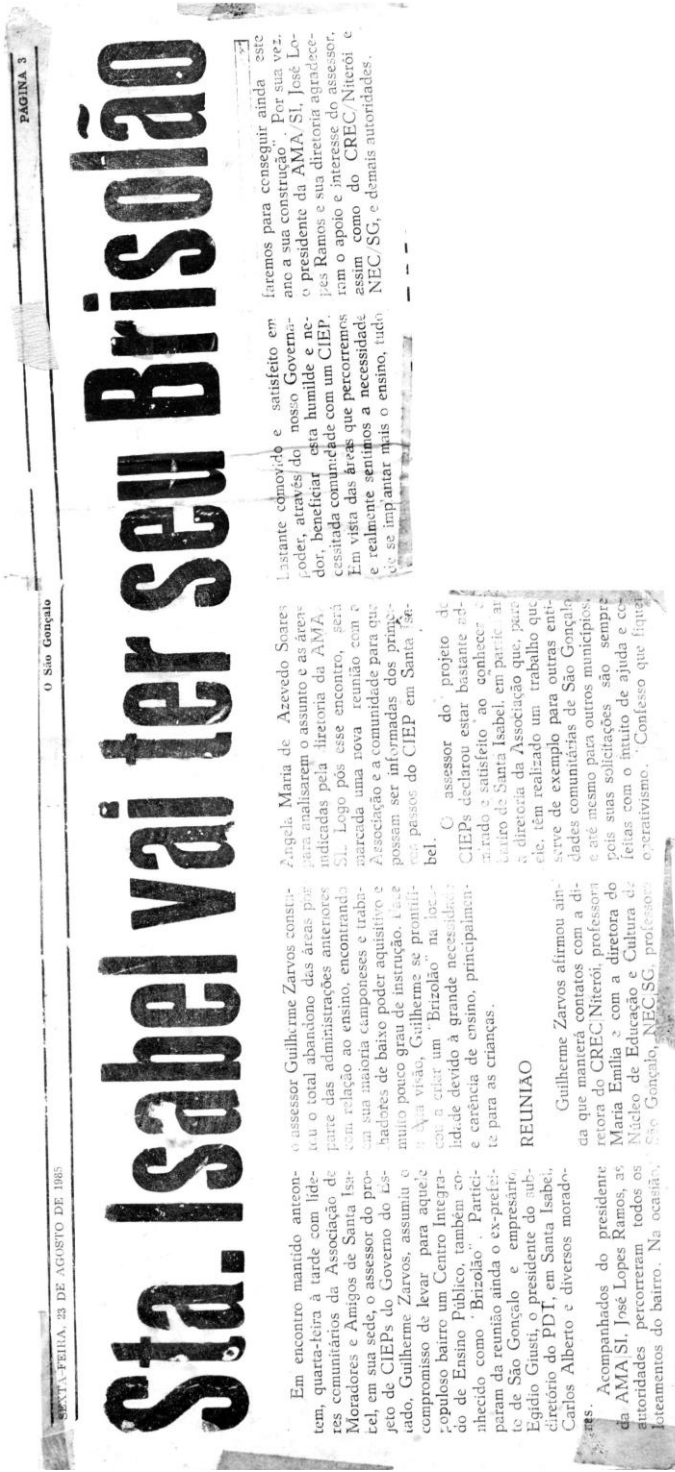 SEXTA-FEIRA, 23 DE AGOSTO DE 1985
O São Gonçalo
PÁGINA 3
Sta. Isabel vai ter seu Brisolão
Em encontro mantido anteon-
tem, quarta-feira à tarde com líde-
res comunitários da Associação de
Moradores e Amigos de Santa Isa-
bel, em sua sede, o assessor do pro-
jeto de CIEPs do Governo do Es-
tado, Guilherme Zarvos, assumiu o
compromisso de levar para aquele
populoso bairro um Centro Integra-
do de Ensino Público, também co-
nhecido como "Brizolão". Partici-
param da reunião ainda o ex-prefei-
to de São Gonçalo e empresário,
Egídio Giusti, o presidente do sub-
diretório do PDT, em Santa Isabel,
Carlos Alberto e diversos morado-
res.
Acompanhados do presidente
da AMA/SI, José Lopes Ramos, as
autoridades percorreram todos os
loteamentos do bairro. Na ocasião,
o assessor Guilherme Zarvos consta-
tou o total abandono das áreas por
parte das administrações anteriores
com relação ao ensino, encontrando
em sua maioria camponeses e traba-
hadores de baixo poder aquisitivo e
muito pouco grau de instrução.
visão, Guilherme se prontifi-
cou a criar um "Brizolão" na loca-
lidade devido à grande necessidade
e carência de ensino, principalmen-
te para as crianças.
REUNIÃO
Guilherme Zarvos afirmou ain-
da que manterá contatos com a di-
retora do CREC/Niterói, professora
Maria Emília e com a diretora do
Núcleo de Educação e Cultura de
São Gonçalo, NEC/SG, professora
Angela Maria de Azevedo Soares
para analisarem o assunto e as áreas
indicadas pela diretoria da AMA/
SI. Logo pós esse encontro, será
marcada uma nova reunião com a
Associação e a comunidade para que
possam ser informadas dos primei-
ros passos do CIEP em Santa Isa-
bel.
O assessor do projeto de
CIEPs declarou estar bastante ad-
mirado e satisfeito ao conhecer o
bairro de Santa Isabel, em particular
a diretoria da Associação que, para
ele, têm realizado um trabalho que
serve de exemplo para outras enti-
dades comunitárias de São Gonçalo
e até mesmo para outros municípios,
pois suas solicitações são sempre
feitas com o intuito de ajuda e co-
operativismo. "Confesso que fiquei
bastante comovido e satisfeito em
poder, através do nosso Governa-
dor, beneficiar esta humilde e ne-
cessitada comunidade com um CIEP.
Em vista das áreas que percorremos
e realmente sentimos a necessidade
de se implantar mais o ensino, tudo
faremos para conseguir ainda este
ano a sua construção". Por sua vez,
o presidente da AMA/SI, José Lo-
pes Ramos e sua diretoria agradece-
ram o apoio e interesse do assessor,
assim como do CREC/Niterói e
NEC/SG, e demais autoridades.